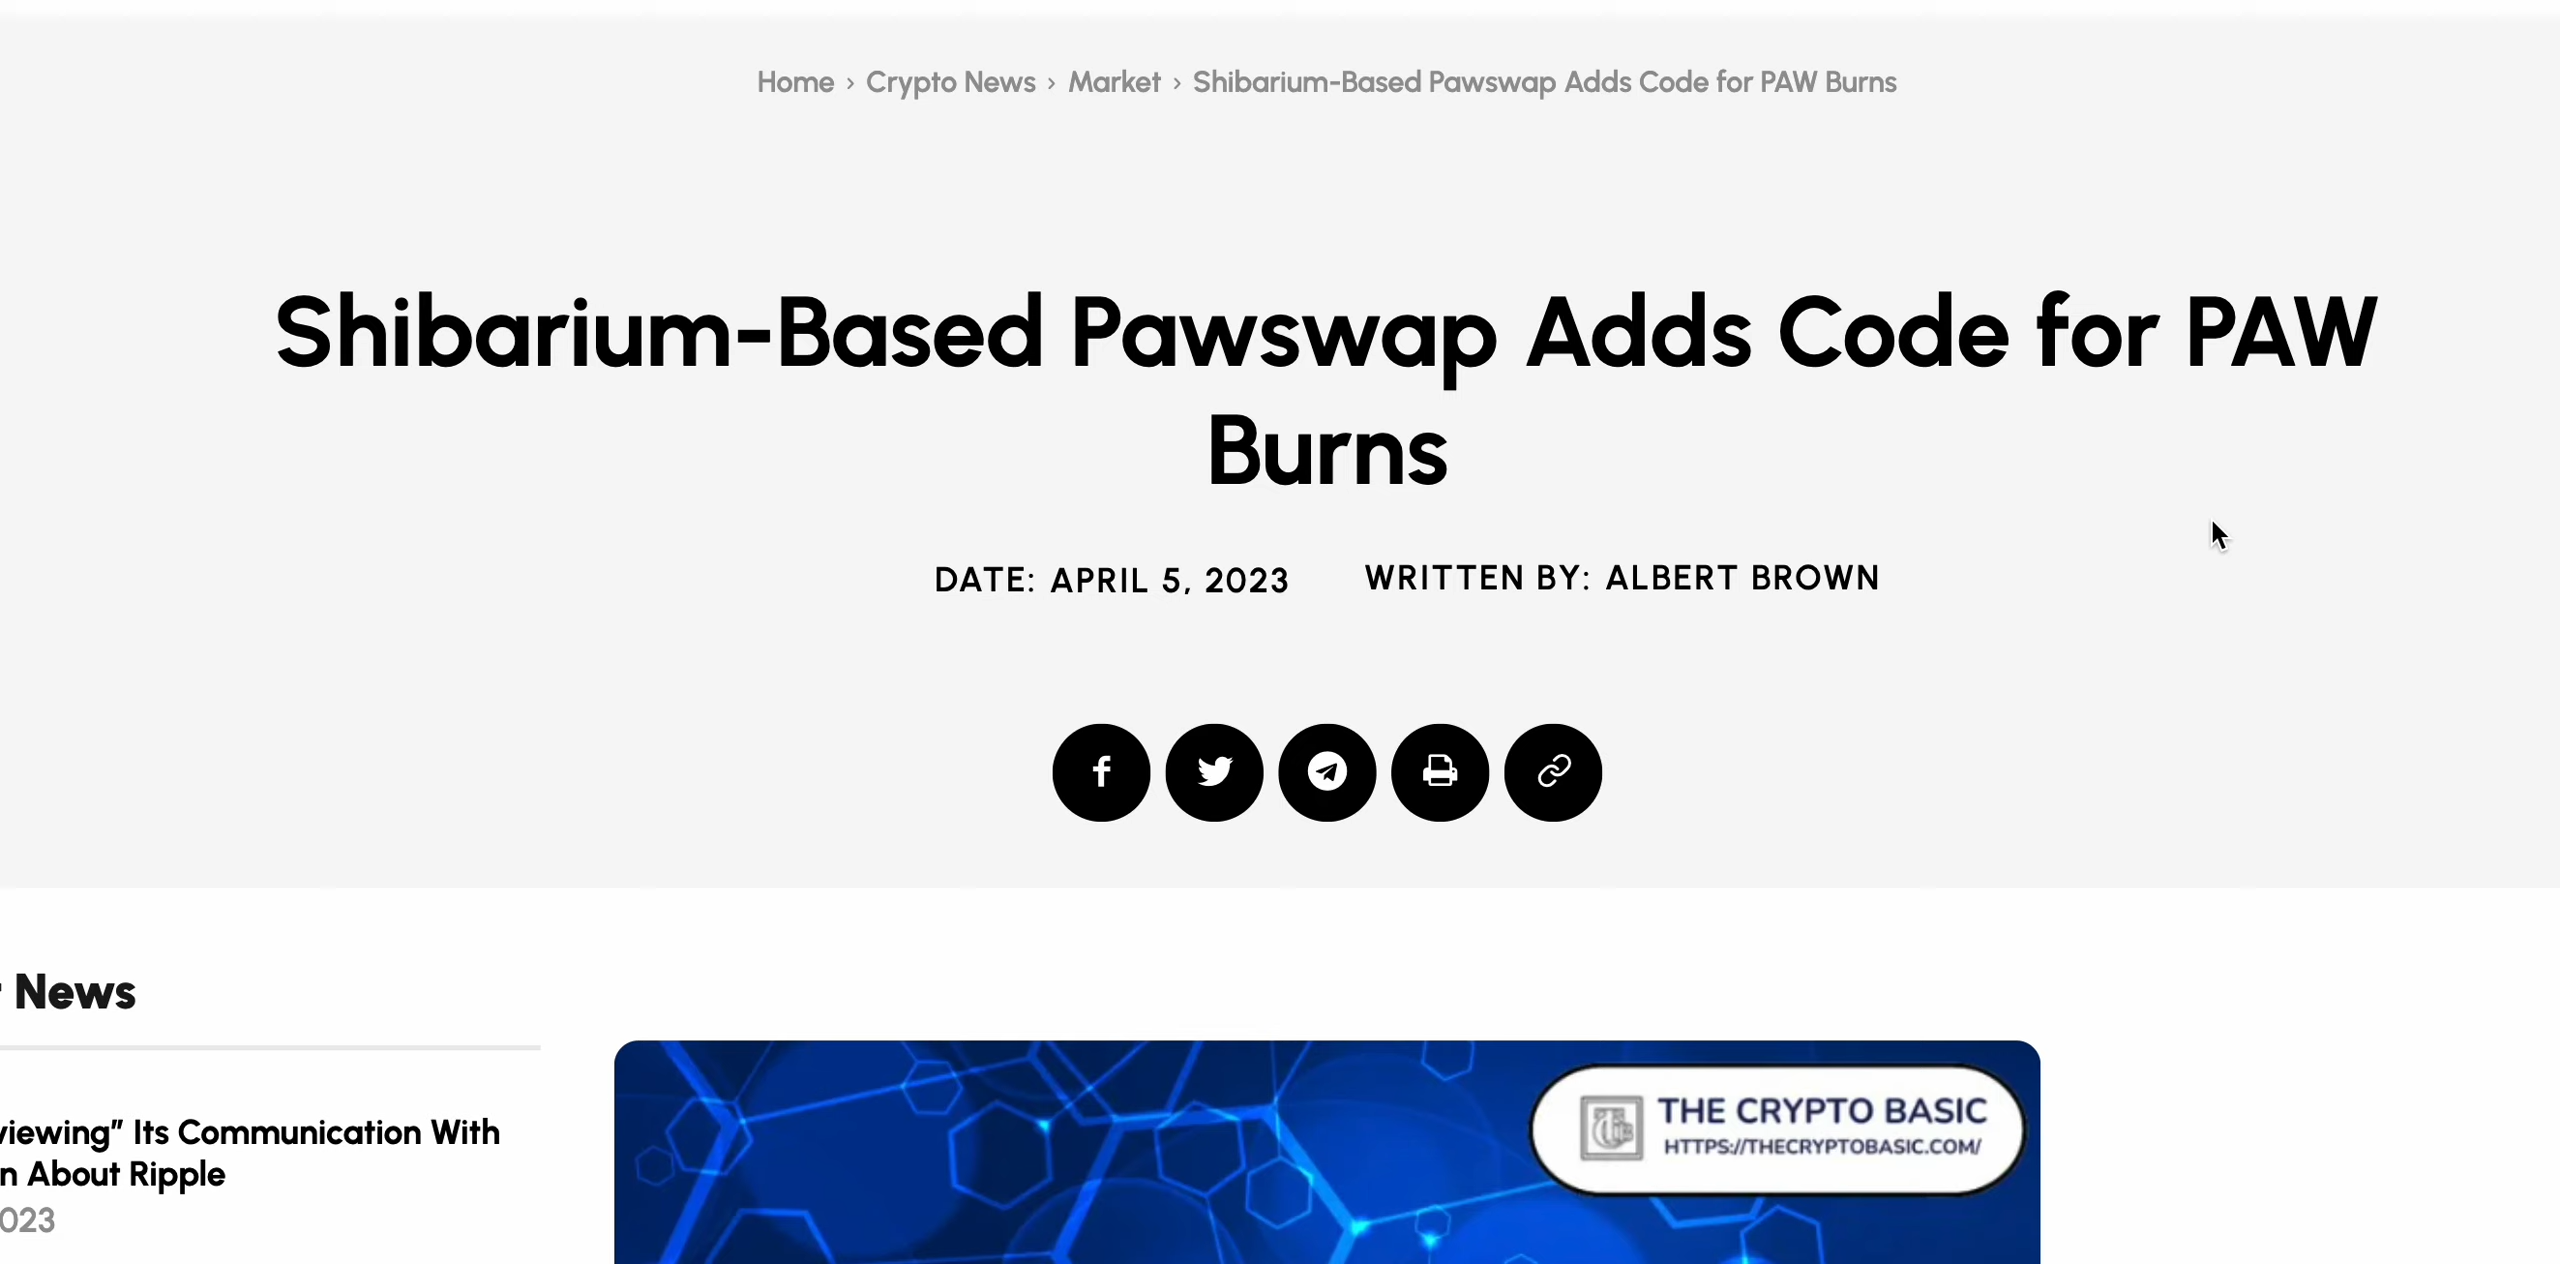 Home › Crypto News › Market › Shibarium-Based Pawswap Adds Code for PAW Burns
Shibarium-Based Pawswap Adds Code for PAW
Burns
DATE: APRIL 5, 2023 WRITTEN BY: ALBERT BROWN
News
viewing” Its Communication With
n About Ripple
023
THE CRYPTO BASIC
HTTPS://THECRYPTOBASIC.COM/